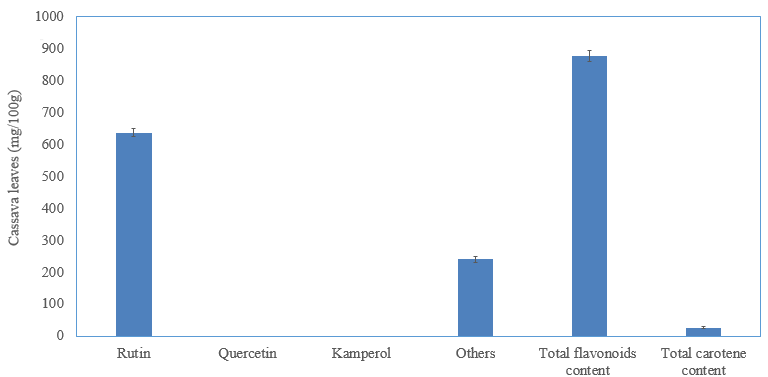 1000
900
800
700
600
500
400
300
200
100
0
Cassava leaves (mg/100g)
Rutin
Quercetin
Kamperol
Others
Total flavonoids
content
Total carotene
content